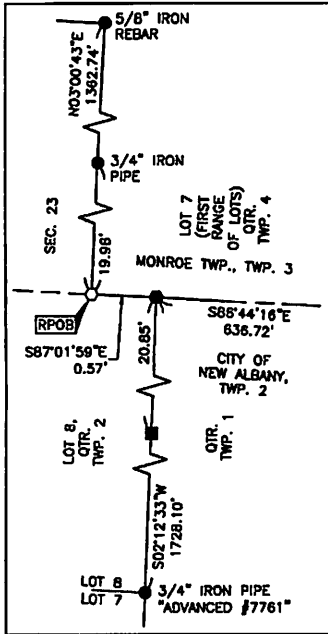 5/8" IRON
REBAR
N03°00'43"E
1362.74'
3/4" IRON
PIPE
SEC. 23
19.98'
LOT 7
(FIRST
RANGE
OF LOTS)
QTR.
TWP. 4
MONROE TWP., TWP. 3
RPOB
S88°44'16"E
636.72'
S87°01'59"E
0.57'
20.85'
CITY OF
NEW ALBANY,
TWP. 2
LOT 8,
QTR.
TWP. 2
QTR.
TWP. 1
S02°12'33"W
1728.10'
LOT 8
LOT 7
3/4" IRON PIPE
"ADVANCED #7761"